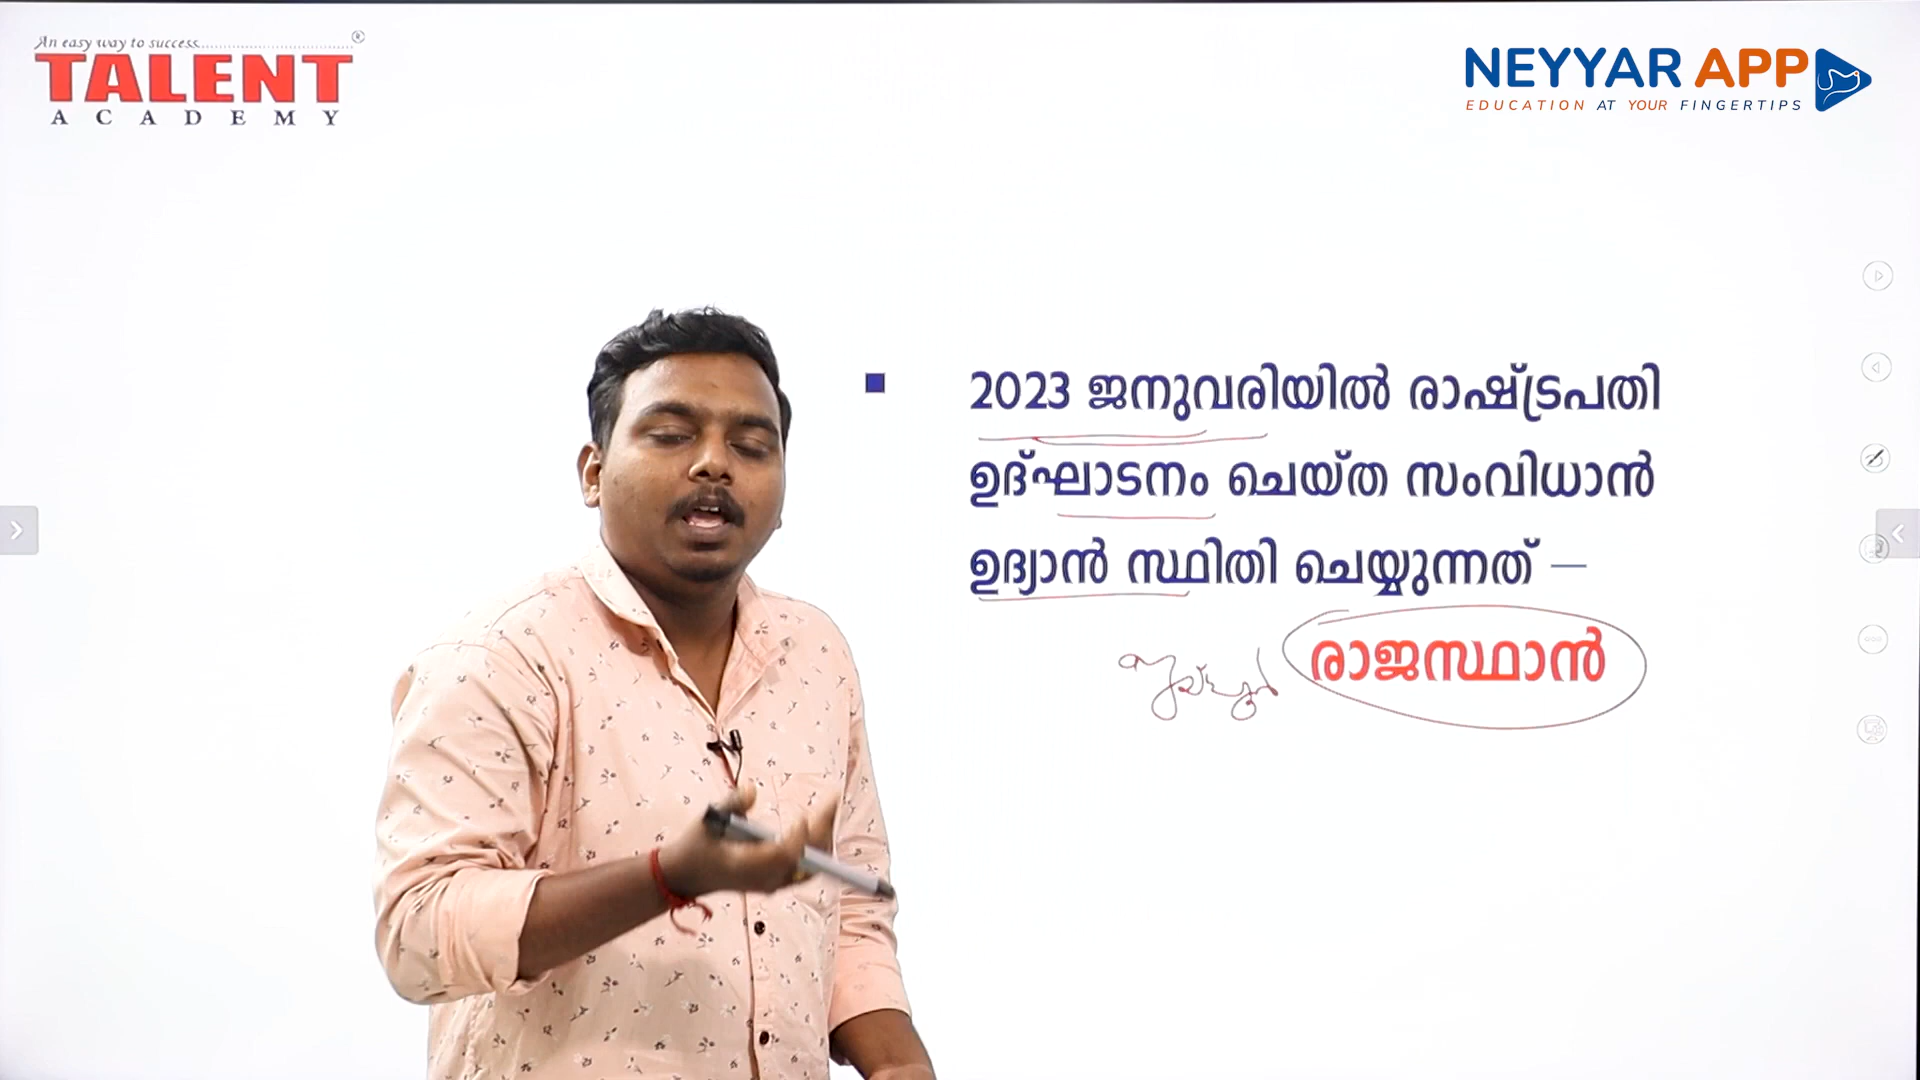 An easy way to success
TALENT
ACADEMY
NEYYAR APP
EDUCATION AT YOUR FINGERTIPS
2023 ജനുവരിയിൽ രാഷ്ട്രപതി
ഉദ്ഘാടനം ചെയ്ത സംവിധാൻ
ഉദ്യാൻ സ്ഥിതി ചെയ്യുന്നത് –
രാജസ്ഥാൻ